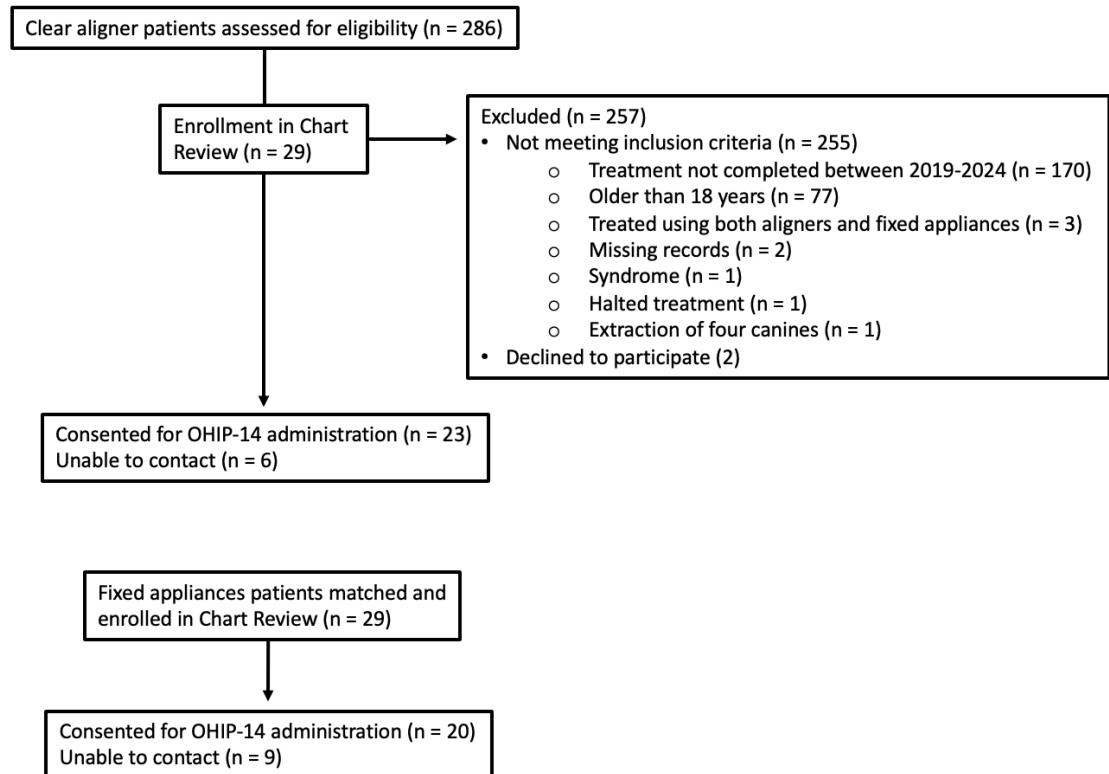 Clear aligner patients assessed for eligibility (n = 286)
Enrollment in Chart
Review (n = 29)
Excluded (n = 257)
• Not meeting inclusion criteria (n = 255)
o Treatment not completed between 2019-2024 (n = 170)
o Older than 18 years (n = 77)
o Treated using both aligners and fixed appliances (n = 3)
o Missing records (n = 2)
o Syndrome (n = 1)
o Halted treatment (n = 1)
o Extraction of four canines (n = 1)
• Declined to participate (2)
Consented for OHIP-14 administration (n = 23)
Unable to contact (n = 6)
Fixed appliances patients matched and
enrolled in Chart Review (n = 29)
Consented for OHIP-14 administration (n = 20)
Unable to contact (n = 9)